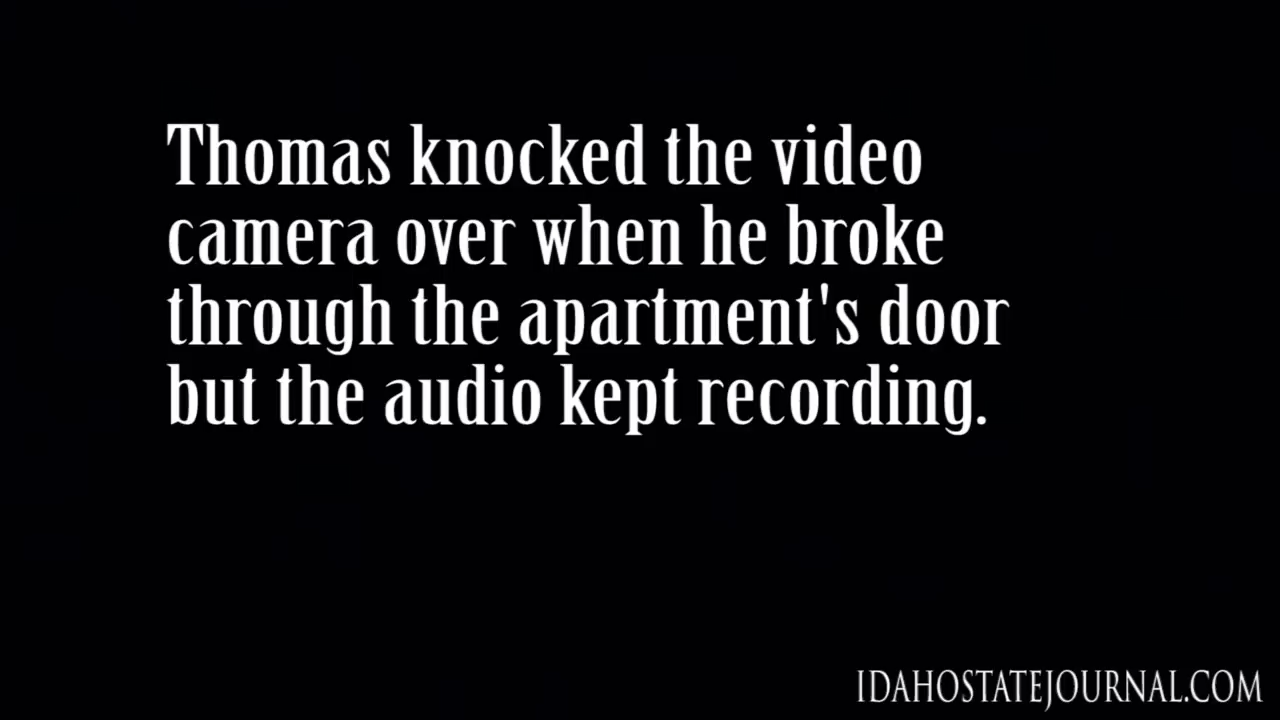 Thomas knocked the video
camera over when he broke
through the apartment's door
but the audio kept recording.
IDAHOSTATEJOURNAL.COM